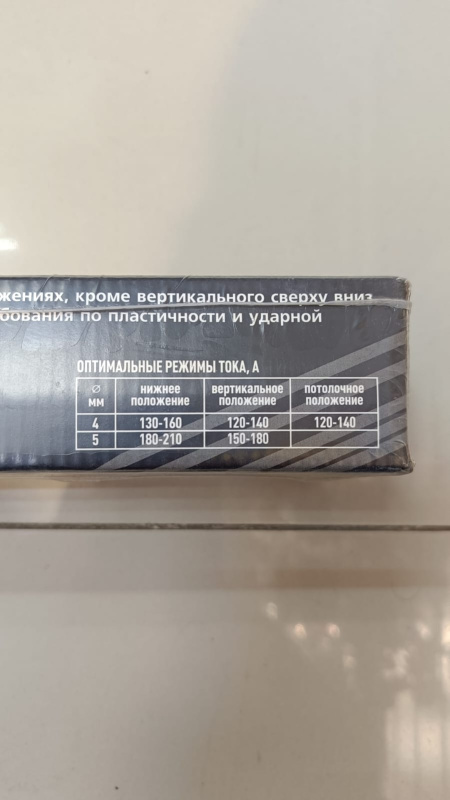 жениях, кроме вертикального сверху вниз
бования по пластичности и ударной
ОПТИМАЛЬНЫЕ РЕЖИМЫ ТОКА, А
∅ мм нижнее положение вертикальное положение потолочное положение
4 130-160 120-140 120-140
5 180-210 150-180